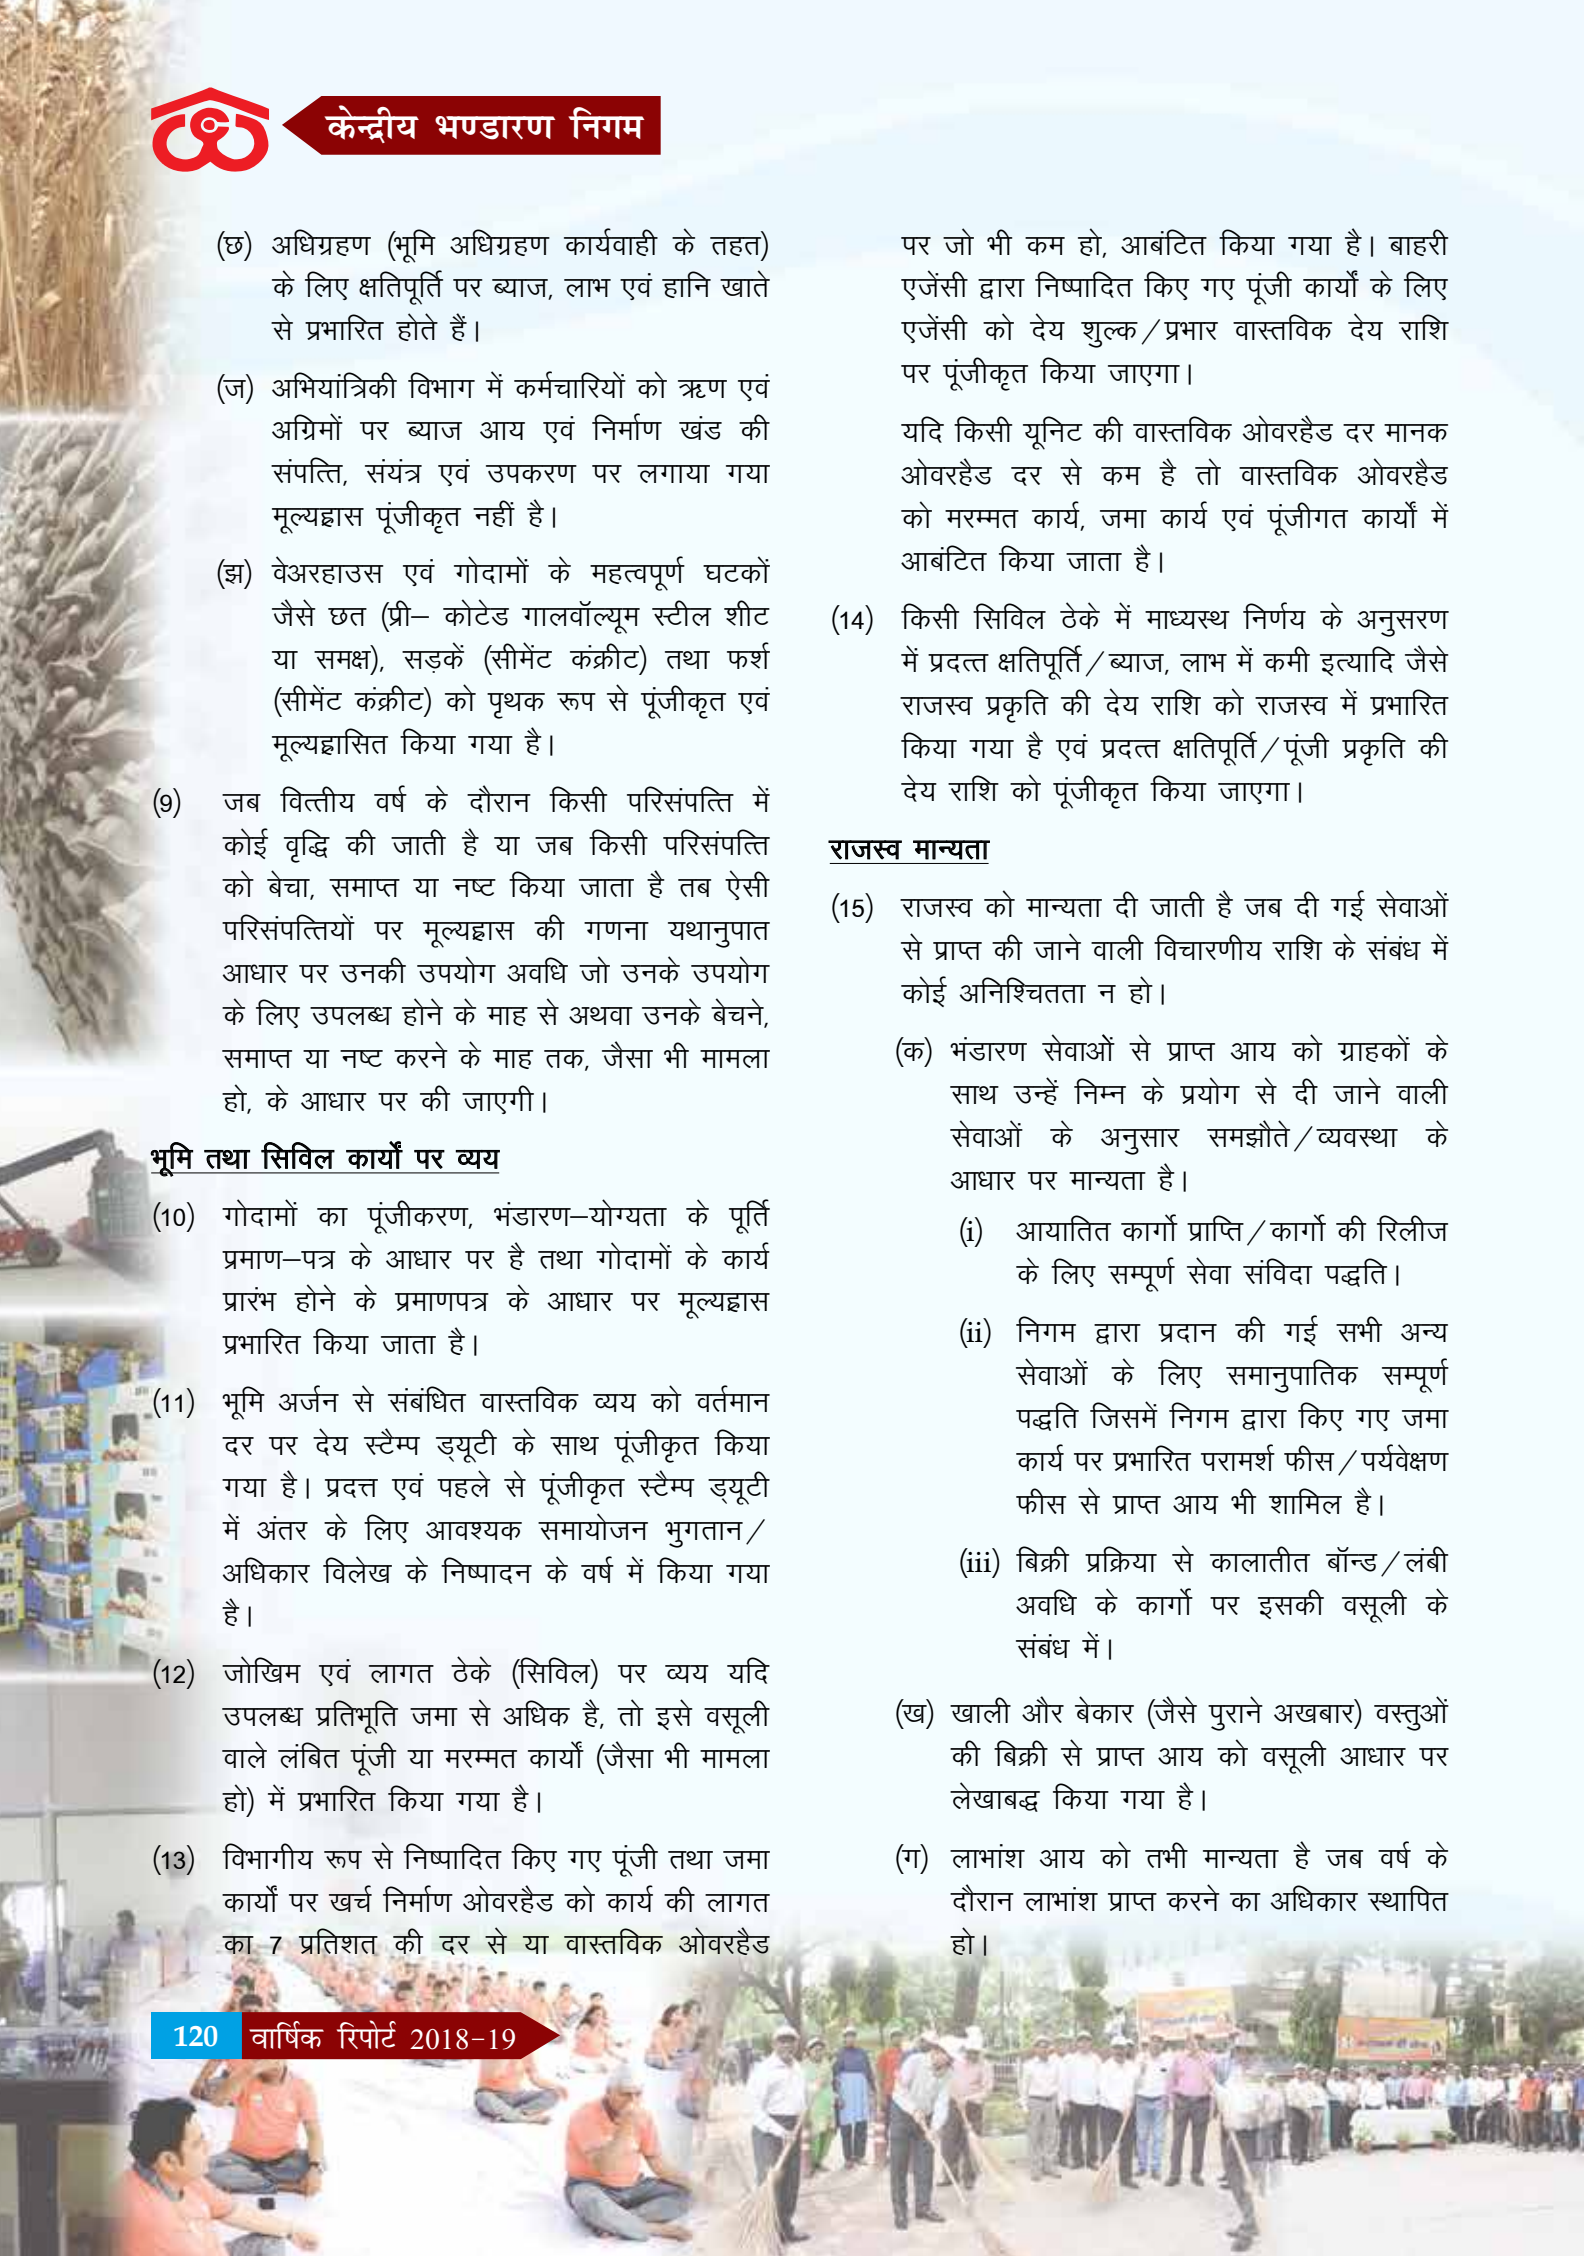 केन्द्रीय भण्डारण निगम
(छ) अधिग्रहण (भूमि अधिग्रहण कार्यवाही के तहत)
के लिए क्षतिपूर्ति पर ब्याज, लाभ एवं हानि खाते
से प्रभारित होते हैं।
(ज) अभियांत्रिकी विभाग में कर्मचारियों को ऋण एवं
अग्रिमों पर ब्याज आय एवं निर्माण खंड की
संपत्ति, संयंत्र एवं उपकरण पर लगाया गया
मूल्यह्रास पूंजीकृत नहीं है।
(झ) वेअरहाउस एवं गोदामों के महत्वपूर्ण घटकों
जैसे छत (प्री– कोटेड गालवॉल्यूम स्टील शीट
या समक्ष), सड़कें (सीमेंट कंक्रीट) तथा फर्श
(सीमेंट कंक्रीट) को पृथक रूप से पूंजीकृत एवं
मूल्यह्रासित किया गया है।
(9) जब वित्तीय वर्ष के दौरान किसी परिसंपत्ति में
कोई वृद्धि की जाती है या जब किसी परिसंपत्ति
को बेचा, समाप्त या नष्ट किया जाता है तब ऐसी
परिसंपत्तियों पर मूल्यह्रास की गणना यथानुपात
आधार पर उनकी उपयोग अवधि जो उनके उपयोग
के लिए उपलब्ध होने के माह से अथवा उनके बेचने,
समाप्त या नष्ट करने के माह तक, जैसा भी मामला
हो, के आधार पर की जाएगी।
भूमि तथा सिविल कार्यों पर व्यय
(10) गोदामों का पूंजीकरण, भंडारण–योग्यता के पूर्ति
प्रमाण–पत्र के आधार पर है तथा गोदामों के कार्य
प्रारंभ होने के प्रमाणपत्र के आधार पर मूल्यह्रास
प्रभारित किया जाता है।
(11) भूमि अर्जन से संबंधित वास्तविक व्यय को वर्तमान
दर पर देय स्टैम्प ड्यूटी के साथ पूंजीकृत किया
गया है। प्रदत्त एवं पहले से पूंजीकृत स्टैम्प ड्यूटी
में अंतर के लिए आवश्यक समायोजन भुगतान/
अधिकार विलेख के निष्पादन के वर्ष में किया गया
है।
(12) जोखिम एवं लागत ठेके (सिविल) पर व्यय यदि
उपलब्ध प्रतिभूति जमा से अधिक है, तो इसे वसूली
वाले लंबित पूंजी या मरम्मत कार्यों (जैसा भी मामला
हो) में प्रभारित किया गया है।
(13) विभागीय रूप से निष्पादित किए गए पूंजी तथा जमा
कार्यों पर खर्च निर्माण ओवरहैड को कार्य की लागत
का 7 प्रतिशत की दर से या वास्तविक ओवरहैड
पर जो भी कम हो, आबंटित किया गया है। बाहरी
एजेंसी द्वारा निष्पादित किए गए पूंजी कार्यों के लिए
एजेंसी को देय शुल्क/प्रभार वास्तविक देय राशि
पर पूंजीकृत किया जाएगा।
यदि किसी यूनिट की वास्तविक ओवरहैड दर मानक
ओवरहैड दर से कम है तो वास्तविक ओवरहैड
को मरम्मत कार्य, जमा कार्य एवं पूंजीगत कार्यों में
आबंटित किया जाता है।
(14) किसी सिविल ठेके में माध्यस्थ निर्णय के अनुसरण
में प्रदत्त क्षतिपूर्ति/ब्याज, लाभ में कमी इत्यादि जैसे
राजस्व प्रकृति की देय राशि को राजस्व में प्रभारित
किया गया है एवं प्रदत्त क्षतिपूर्ति/पूंजी प्रकृति की
देय राशि को पूंजीकृत किया जाएगा।
राजस्व मान्यता
(15) राजस्व को मान्यता दी जाती है जब दी गई सेवाओं
से प्राप्त की जाने वाली विचारणीय राशि के संबंध में
कोई अनिश्चितता न हो।
(क) भंडारण सेवाओं से प्राप्त आय को ग्राहकों के
साथ उन्हें निम्न के प्रयोग से दी जाने वाली
सेवाओं के अनुसार समझौते/व्यवस्था के
आधार पर मान्यता है।
(i) आयातित कार्गो प्राप्ति/कार्गो की रिलीज
के लिए सम्पूर्ण सेवा संविदा पद्धति।
(ii) निगम द्वारा प्रदान की गई सभी अन्य
सेवाओं के लिए समानुपातिक सम्पूर्ण
पद्धति जिसमें निगम द्वारा किए गए जमा
कार्य पर प्रभारित परामर्श फीस/पर्यवेक्षण
फीस से प्राप्त आय भी शामिल है।
(iii) बिक्री प्रक्रिया से कालातीत बॉन्ड/लंबी
अवधि के कार्गो पर इसकी वसूली के
संबंध में।
(ख) खाली और बेकार (जैसे पुराने अखबार) वस्तुओं
की बिक्री से प्राप्त आय को वसूली आधार पर
लेखाबद्ध किया गया है।
(ग) लाभांश आय को तभी मान्यता है जब वर्ष के
दौरान लाभांश प्राप्त करने का अधिकार स्थापित
हो।
120 वार्षिक रिपोर्ट 2018-19